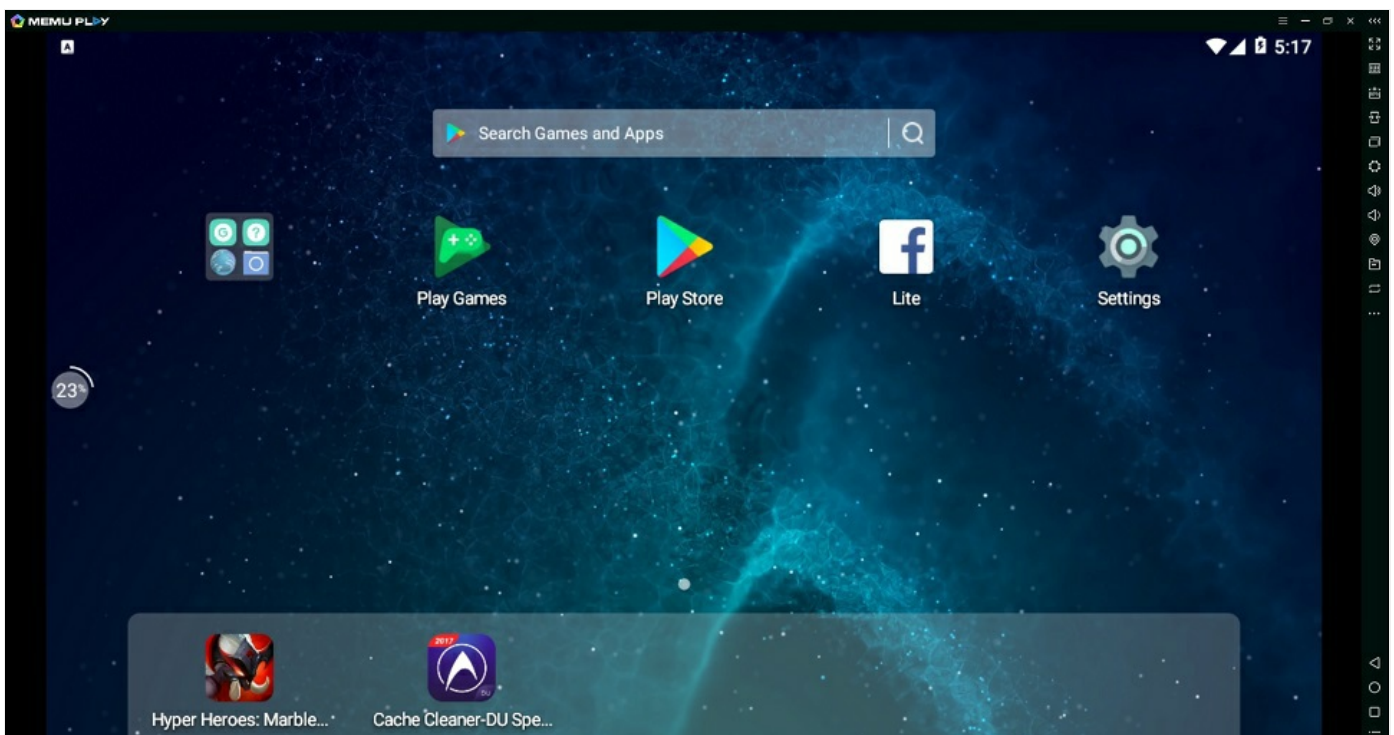 MEMU PLAY
A
5:17
Search Games and Apps
G ?
Play Games
Play Store
Lite
Settings
23%
2017
DU
Hyper Heroes: Marble...
Cache Cleaner-DU Spe...